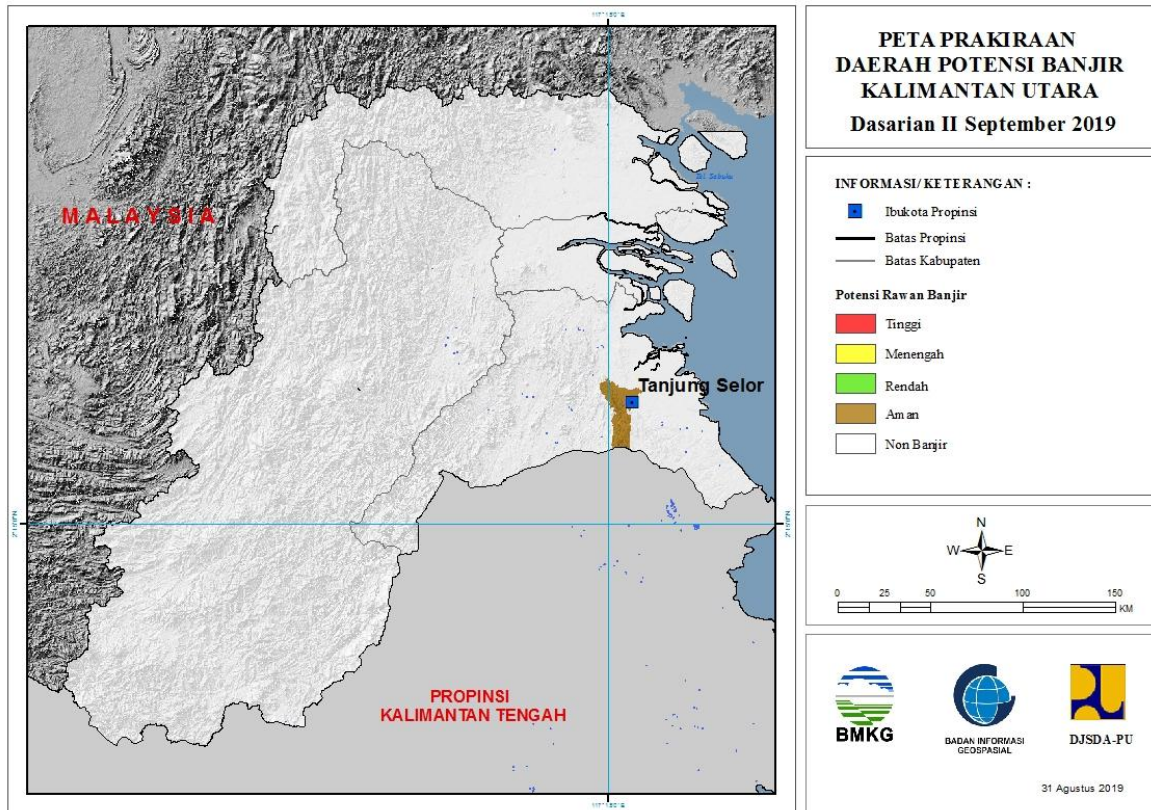 PETA PRAKIRAAN
DAERAH POTENSI BANJIR
KALIMANTAN UTARA
Dasarian II September 2019
INFORMASI/ KETERANGAN :
Ibukota Propinsi
Batas Propinsi
Batas Kabupaten
Potensi Rawan Banjir
Tinggi
Menengah
Rendah
Aman
Non Banjir
N
W E
S
0 25 50 100 150
KM
BMKG
BADAN INFORMASI
GEOSPASIAL
DJSDA-PU
31 Agustus 2019
MALAYSIA
Tanjung Selor
PROPINSI
KALIMANTAN TENGAH